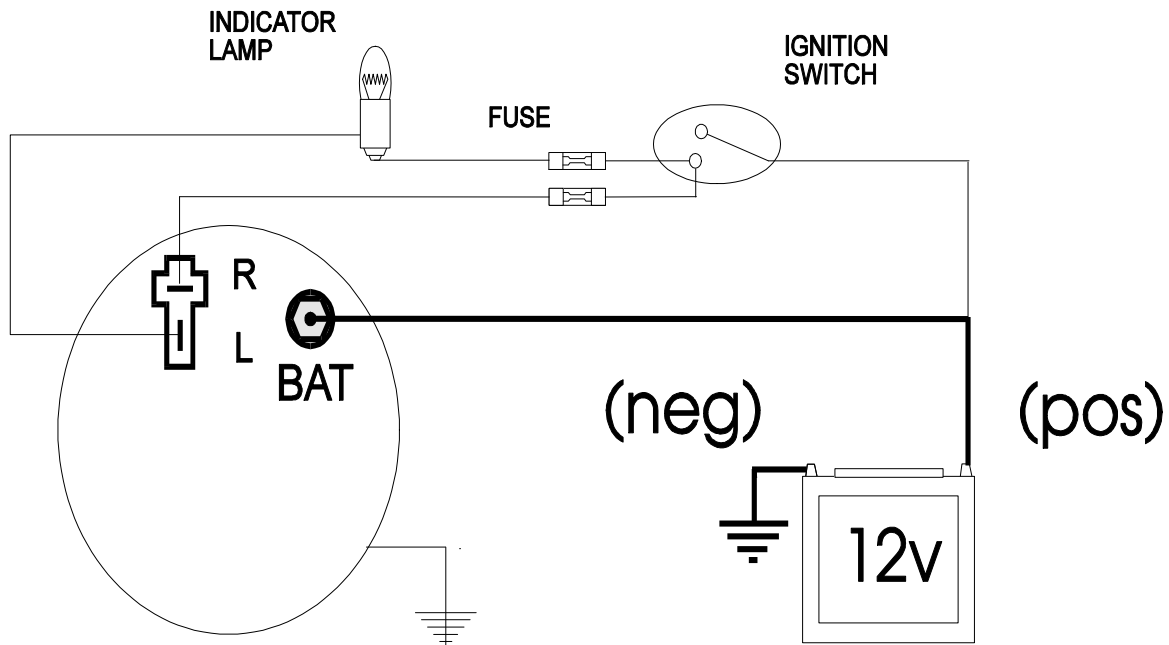 INDICATOR
LAMP
IGNITION
SWITCH
FUSE
R
L
BAT
(neg)
(pos)
12v